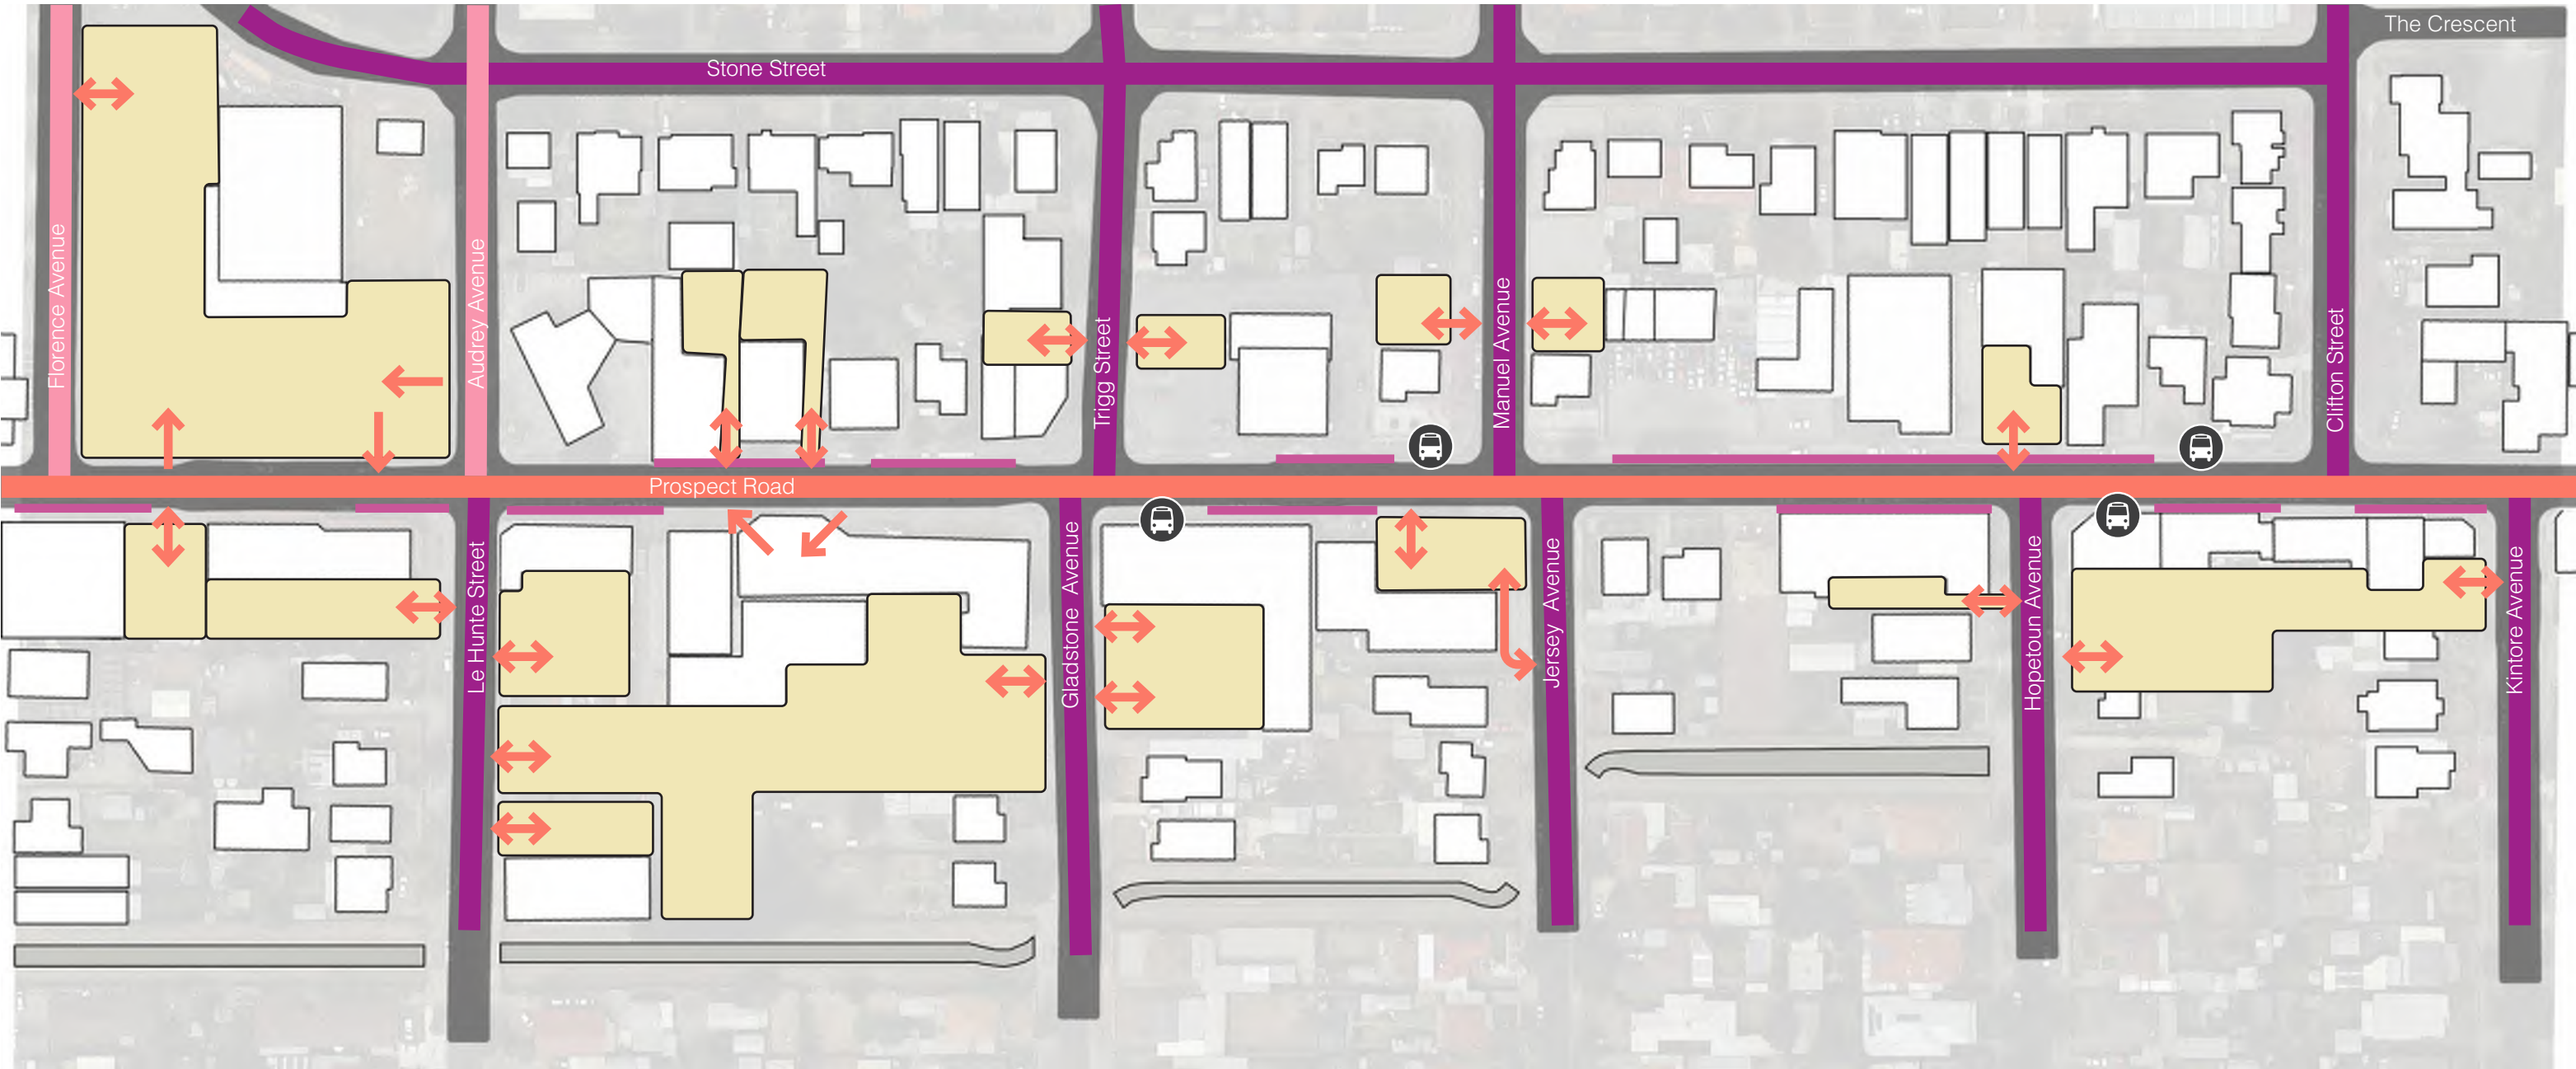 The Crescent
Stone Street
Florence Avenue
Audrey Avenue
Trigg Street
Manuel Avenue
Clifton Street
Prospect Road
Le Hunte Street
Gladstone Avenue
Jersey Avenue
Hopetoun Avenue
Kintore Avenue